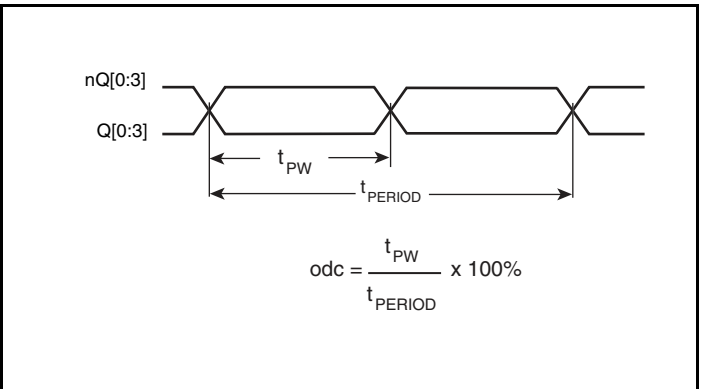 nQ[0:3]
Q[0:3]
tPW
tPERIOD
odc = tPW / tPERIOD x 100%